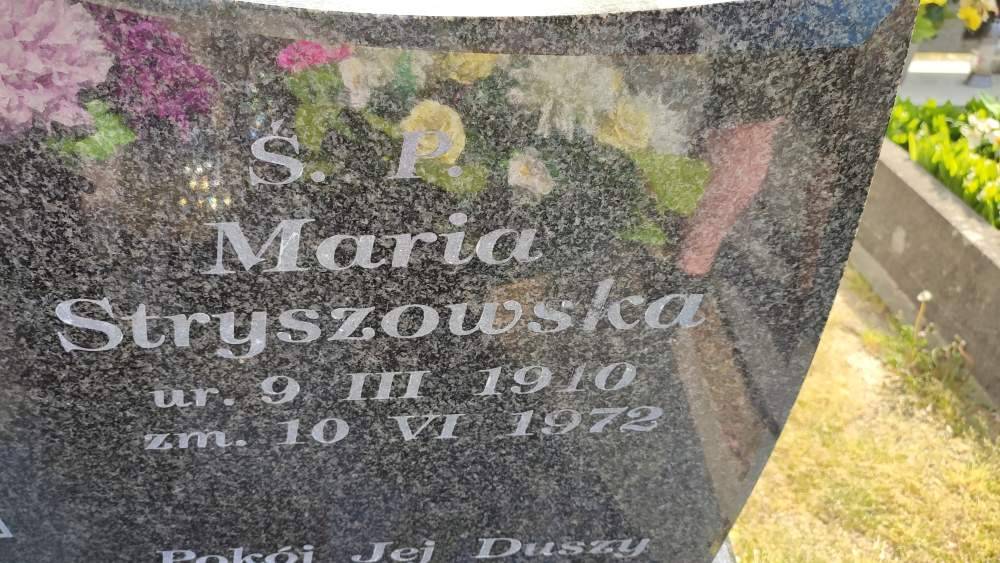 Ś. P.
Maria
Stryszowska
ur. 9 III 1910
zm. 10 VI 1972
Pokój Jej Duszy